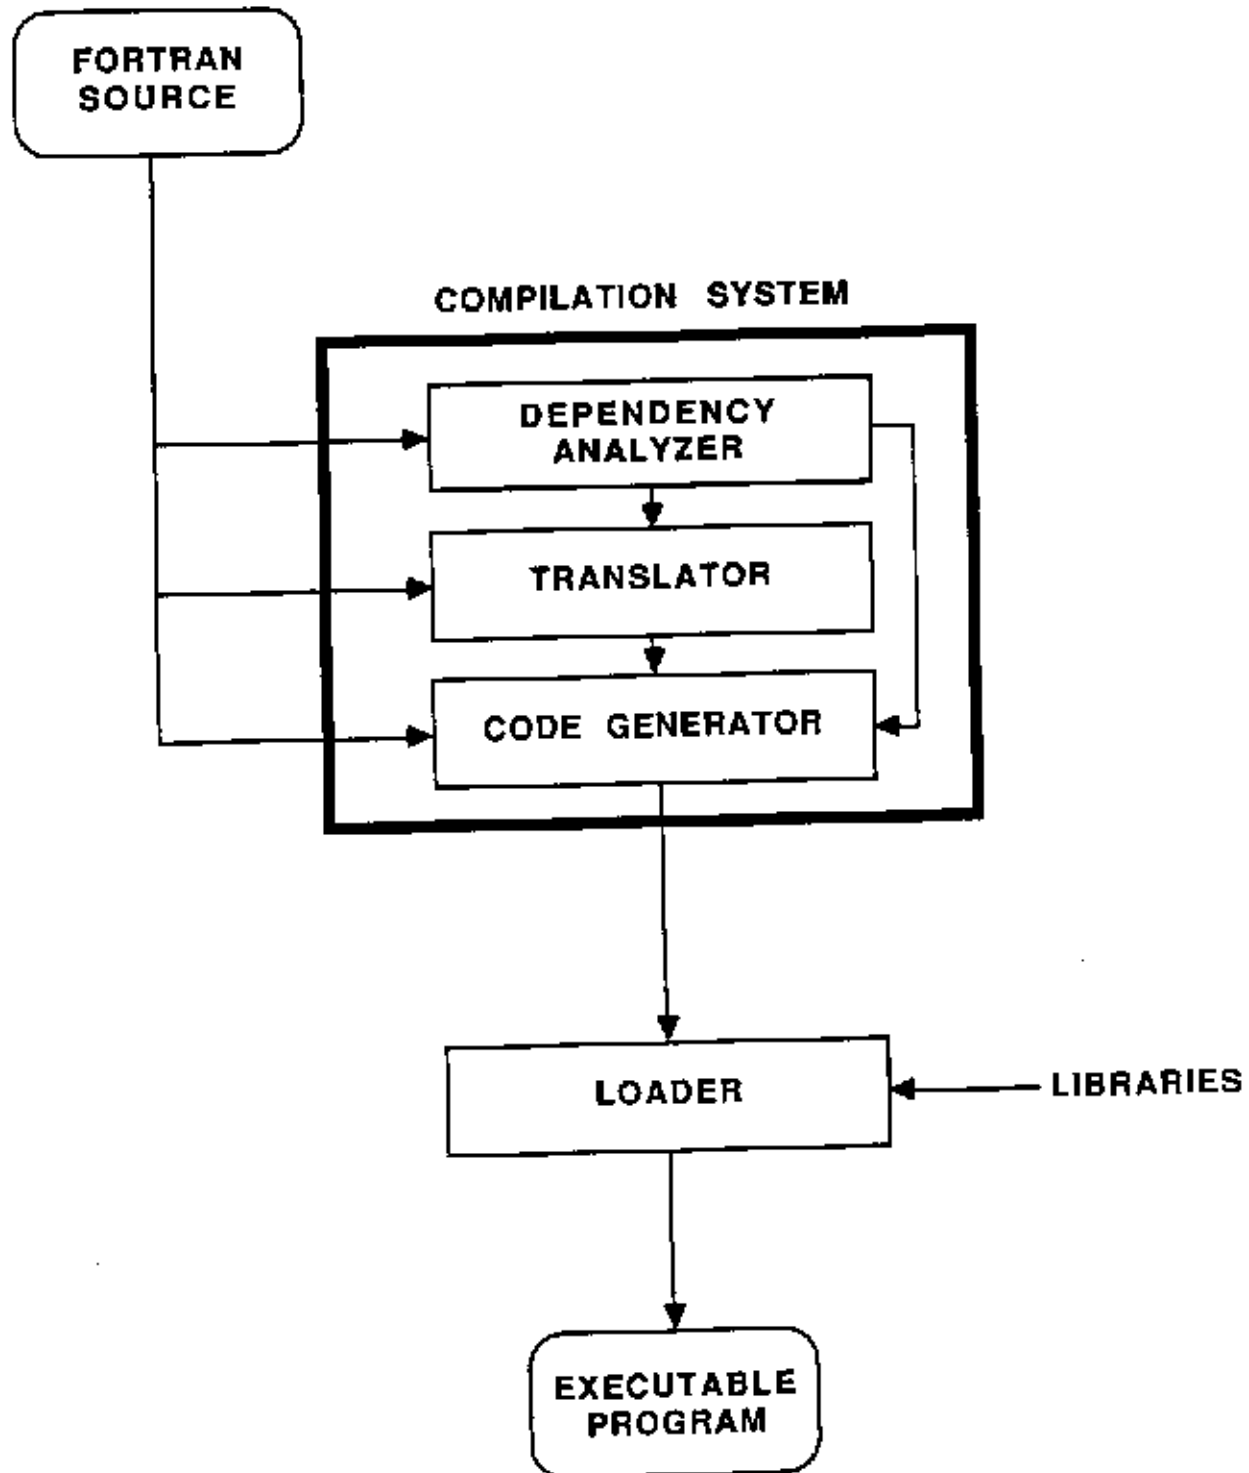 FORTRAN
SOURCE
COMPILATION SYSTEM
DEPENDENCY
ANALYZER
TRANSLATOR
CODE GENERATOR
LOADER
LIBRARIES
EXECUTABLE
PROGRAM